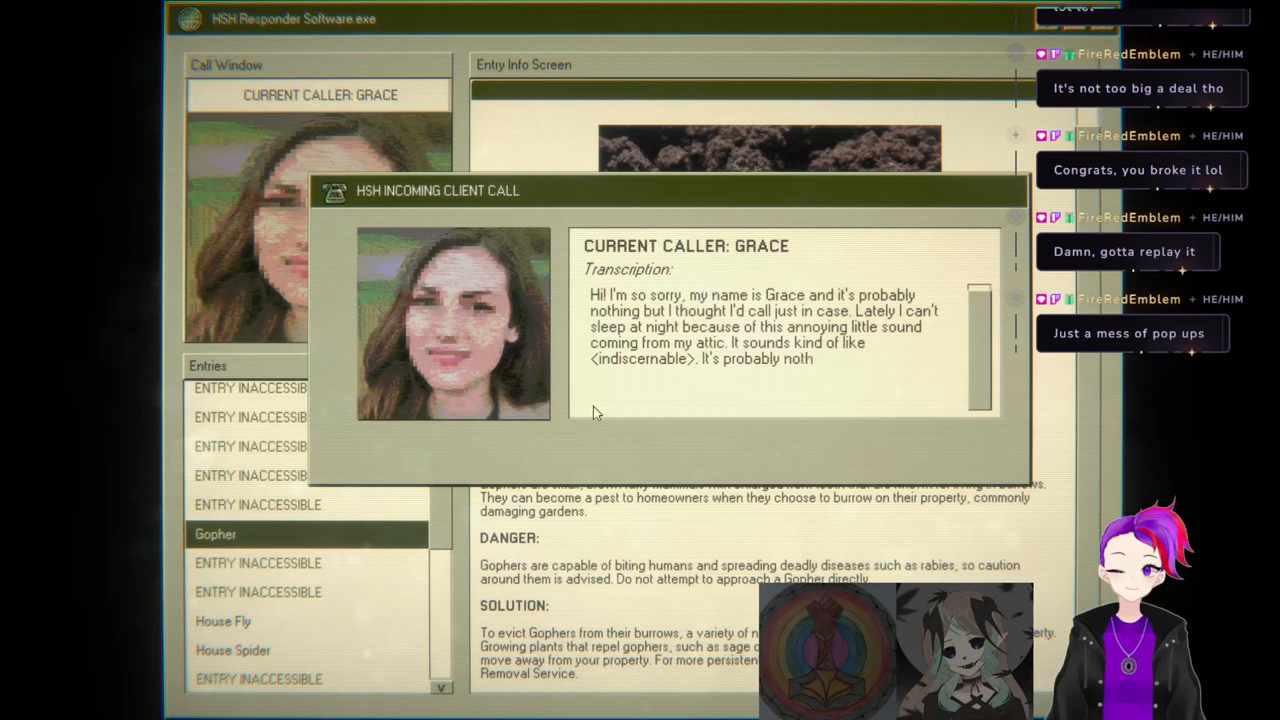 HSH Responder Software.exe
Call Window
CURRENT CALLER: GRACE
Entry Info Screen
HSH INCOMING CLIENT CALL
CURRENT CALLER: GRACE
Transcription:
Hi! I'm so sorry, my name is Grace and it's probably
nothing but I thought I'd call just in case. Lately I can't
sleep at night because of this annoying little sound
coming from my attic. It sounds kind of like
<indiscernable>. It's probably noth
Entries
ENTRY INACCESSIB
ENTRY INACCESSIB
ENTRY INACCESSIB
ENTRY INACCESSIB
ENTRY INACCESSIBLE
Gopher
ENTRY INACCESSIBLE
ENTRY INACCESSIBLE
House Fly
House Spider
ENTRY INACCESSIBLE
They can become a pest to homeowners when they choose to burrow on their property, commonly
damaging gardens.
DANGER:
Gophers are capable of biting humans and spreading deadly diseases such as rabies, so caution
around them is advised. Do not attempt to approach a Gopher directly.
SOLUTION:
To evict Gophers from their burrows, a variety of
Growing plants that repel gophers, such as sage
move away from your property. For more
Removal Service.
FireRedEmblem + HE/HIM
It's not too big a deal tho
FireRedEmblem + HE/HIM
Congrats, you broke it lol
FireRedEmblem + HE/HIM
Damn, gotta replay it
FireRedEmblem + HE/HIM
Just a mess of pop ups